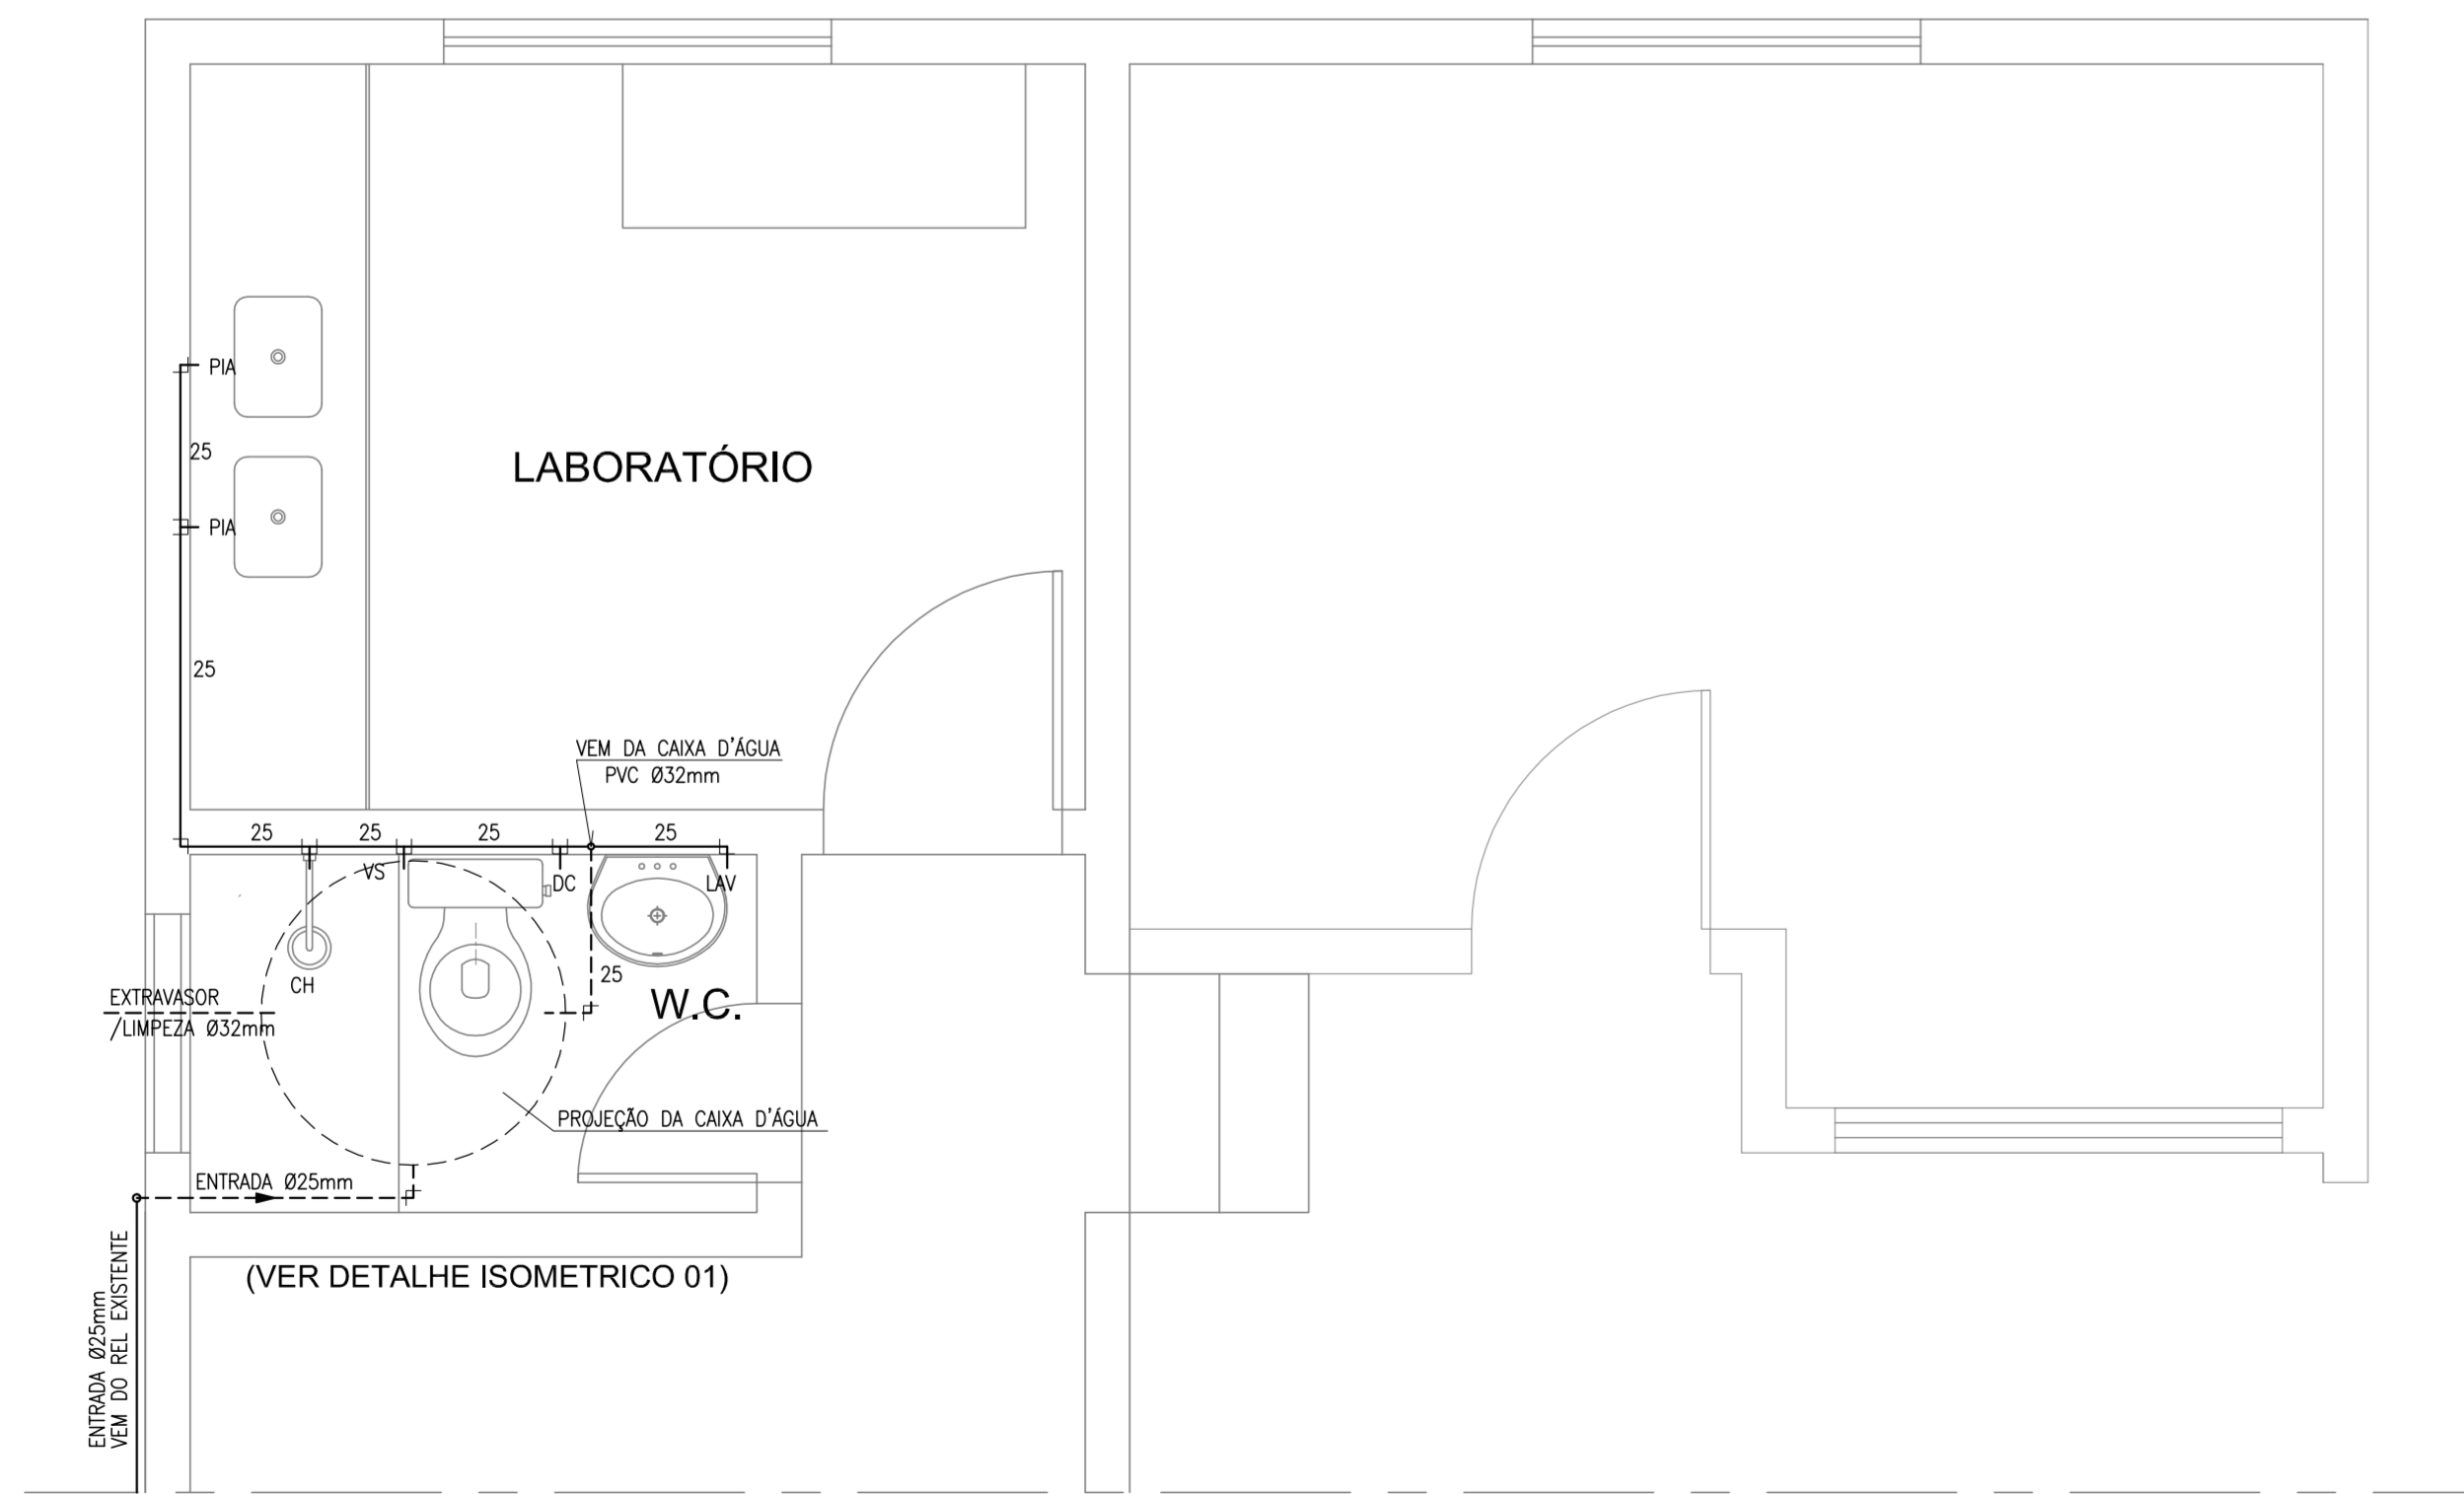 PIA
25
LABORATÓRIO
PIA
25
VEM DA CAIXA D'ÁGUA
PVC Ø32mm
25 25 25 25
VS
DC
LAV
CH
25
EXTRAVASOR
/LIMPEZA Ø32mm
W.C.
PROJEÇÃO DA CAIXA D'ÁGUA
ENTRADA Ø25mm
(VER DETALHE ISOMETRICO 01)
ENTRADA Ø25mm
VEM DO REL EXISTENTE